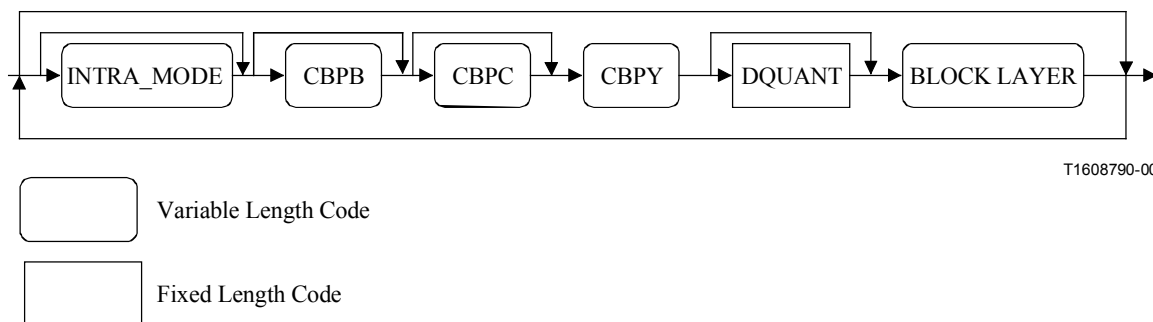 INTRA_MODE CBPB CBPC CBPY DQUANT BLOCK LAYER
T1608790-00
Variable Length Code
Fixed Length Code